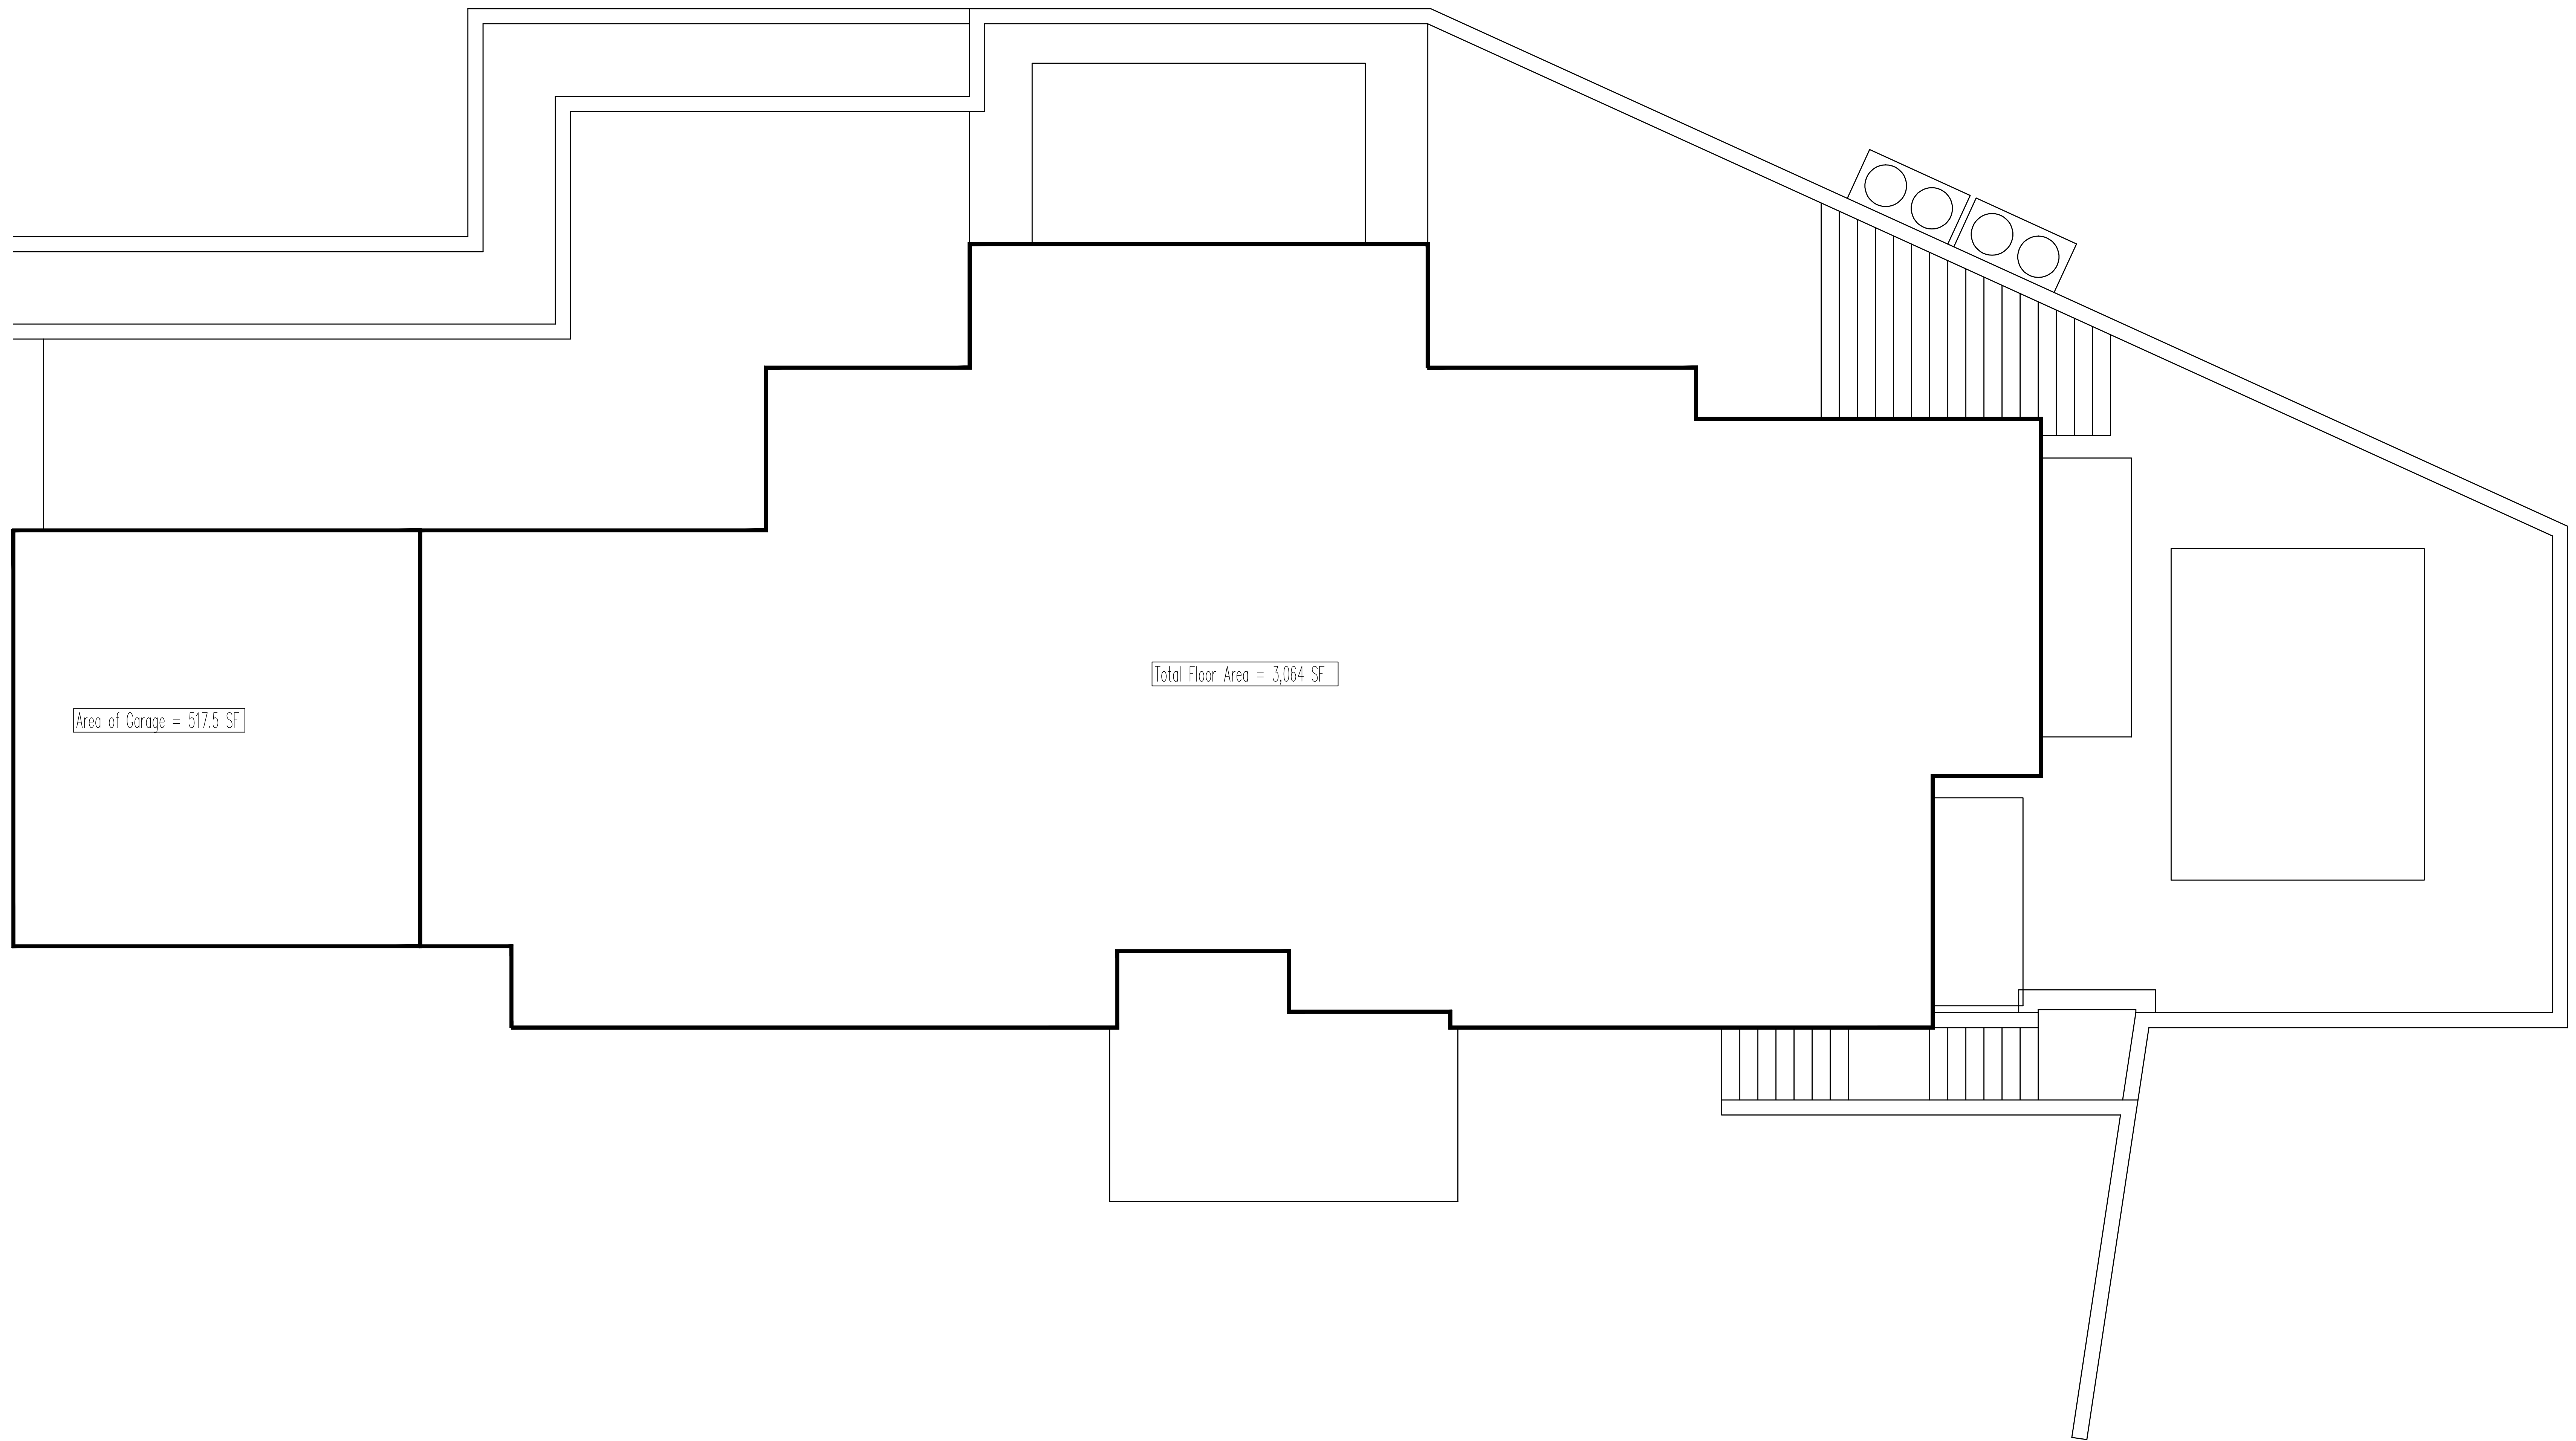 Total Floor Area = 3,064 SF
Area of Garage = 517.5 SF